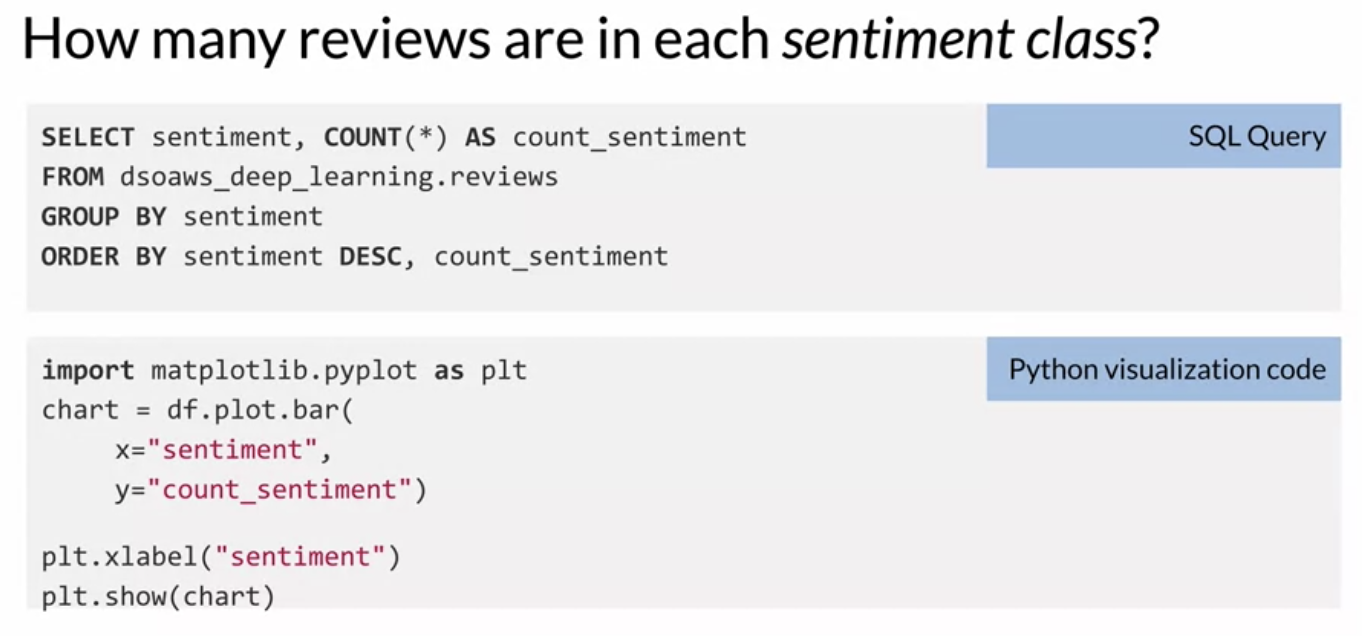 How many reviews are in each sentiment class?
SQL Query
SELECT sentiment, COUNT(*) AS count_sentiment
FROM dsoaws_deep_learning.reviews
GROUP BY sentiment
ORDER BY sentiment DESC, count_sentiment
Python visualization code
import matplotlib.pyplot as plt
chart = df.plot.bar(
x="sentiment",
y="count_sentiment")
plt.xlabel("sentiment")
plt.show(chart)